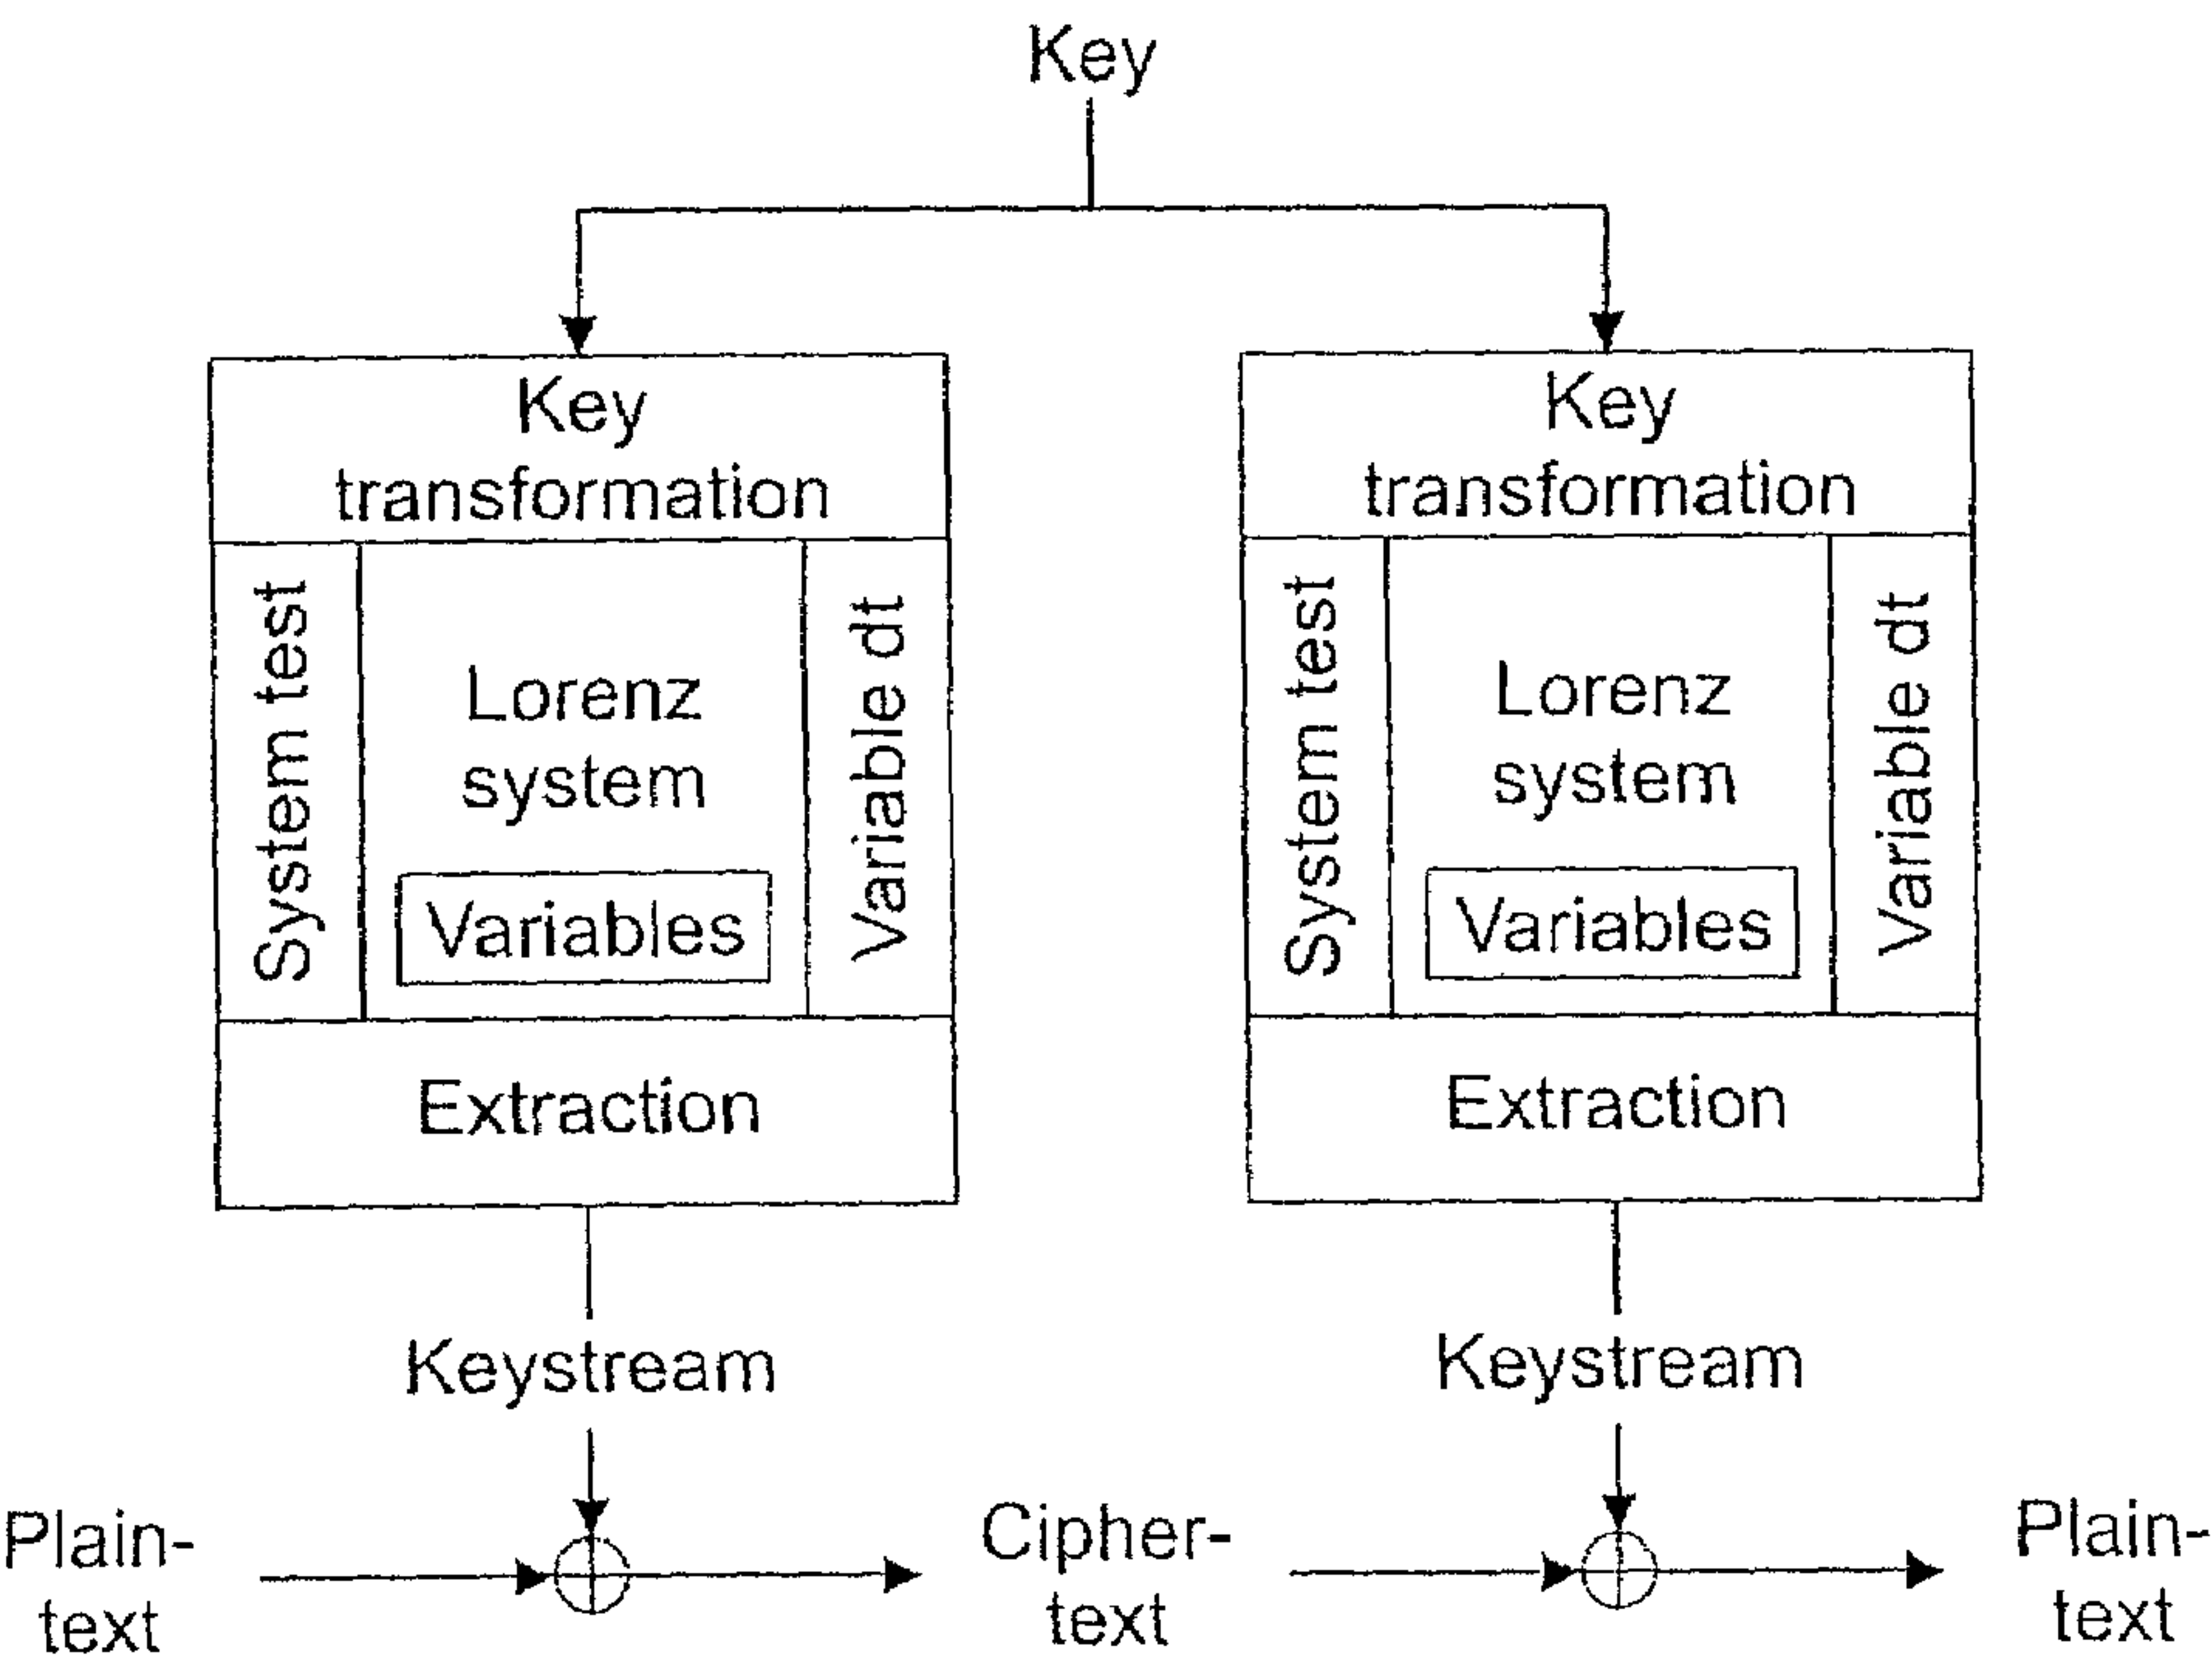 Key
Key
transformation
System test
Lorenz
system
Variables
Variable dt
Extraction
Keystream
Key
transformation
System test
Lorenz
system
Variables
Variable dt
Extraction
Keystream
Plain-
text
Cipher-
text
Plain-
text